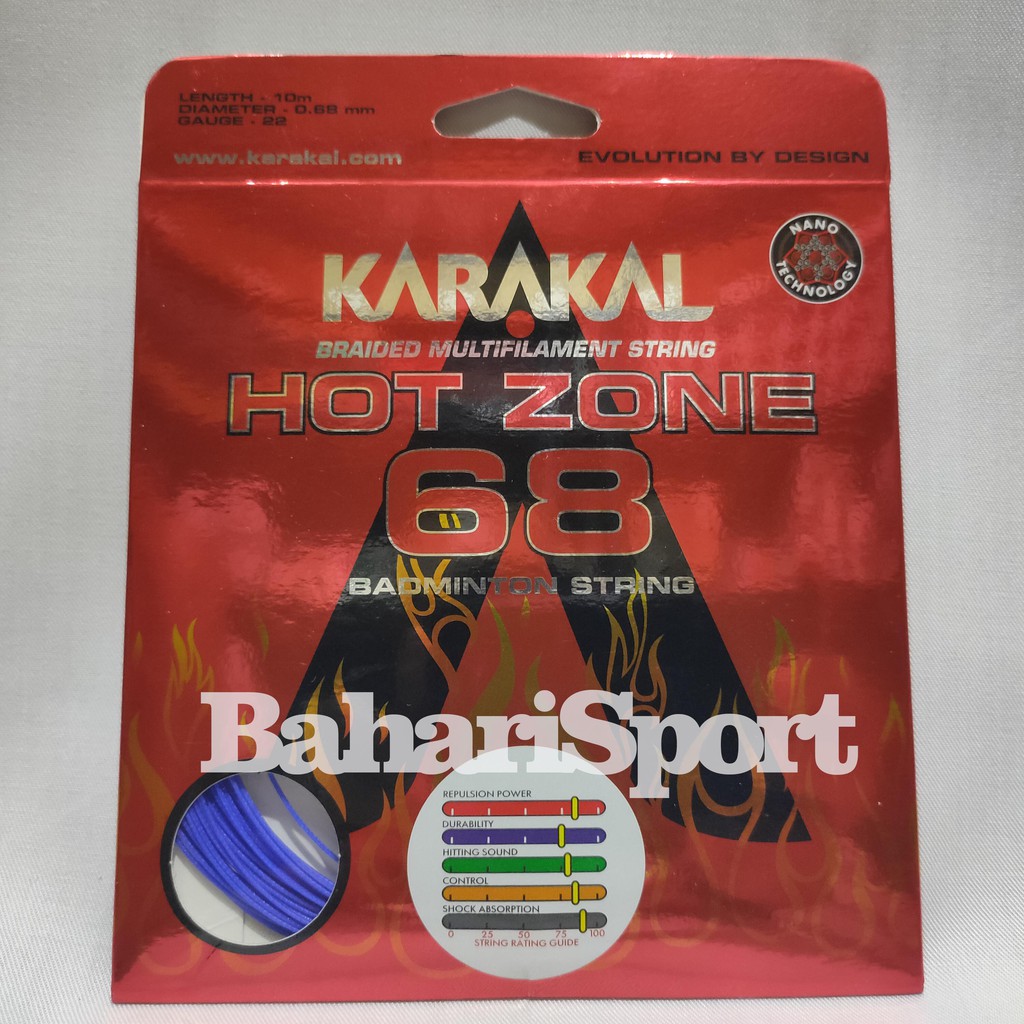 LENGTH - 10m
DIAMETER - 0.68 mm
GAUGE - 22
www.karakal.com
EVOLUTION BY DESIGN
NANO TECHNOLOGY
KARAKAL
BRAIDED MULTIFILAMENT STRING
HOT ZONE
68
BADMINTON STRING
BahariSport
REPULSION POWER
DURABILITY
HITTING SOUND
CONTROL
SHOCK ABSORPTION
0 25 50 75 100
STRING RATING GUIDE